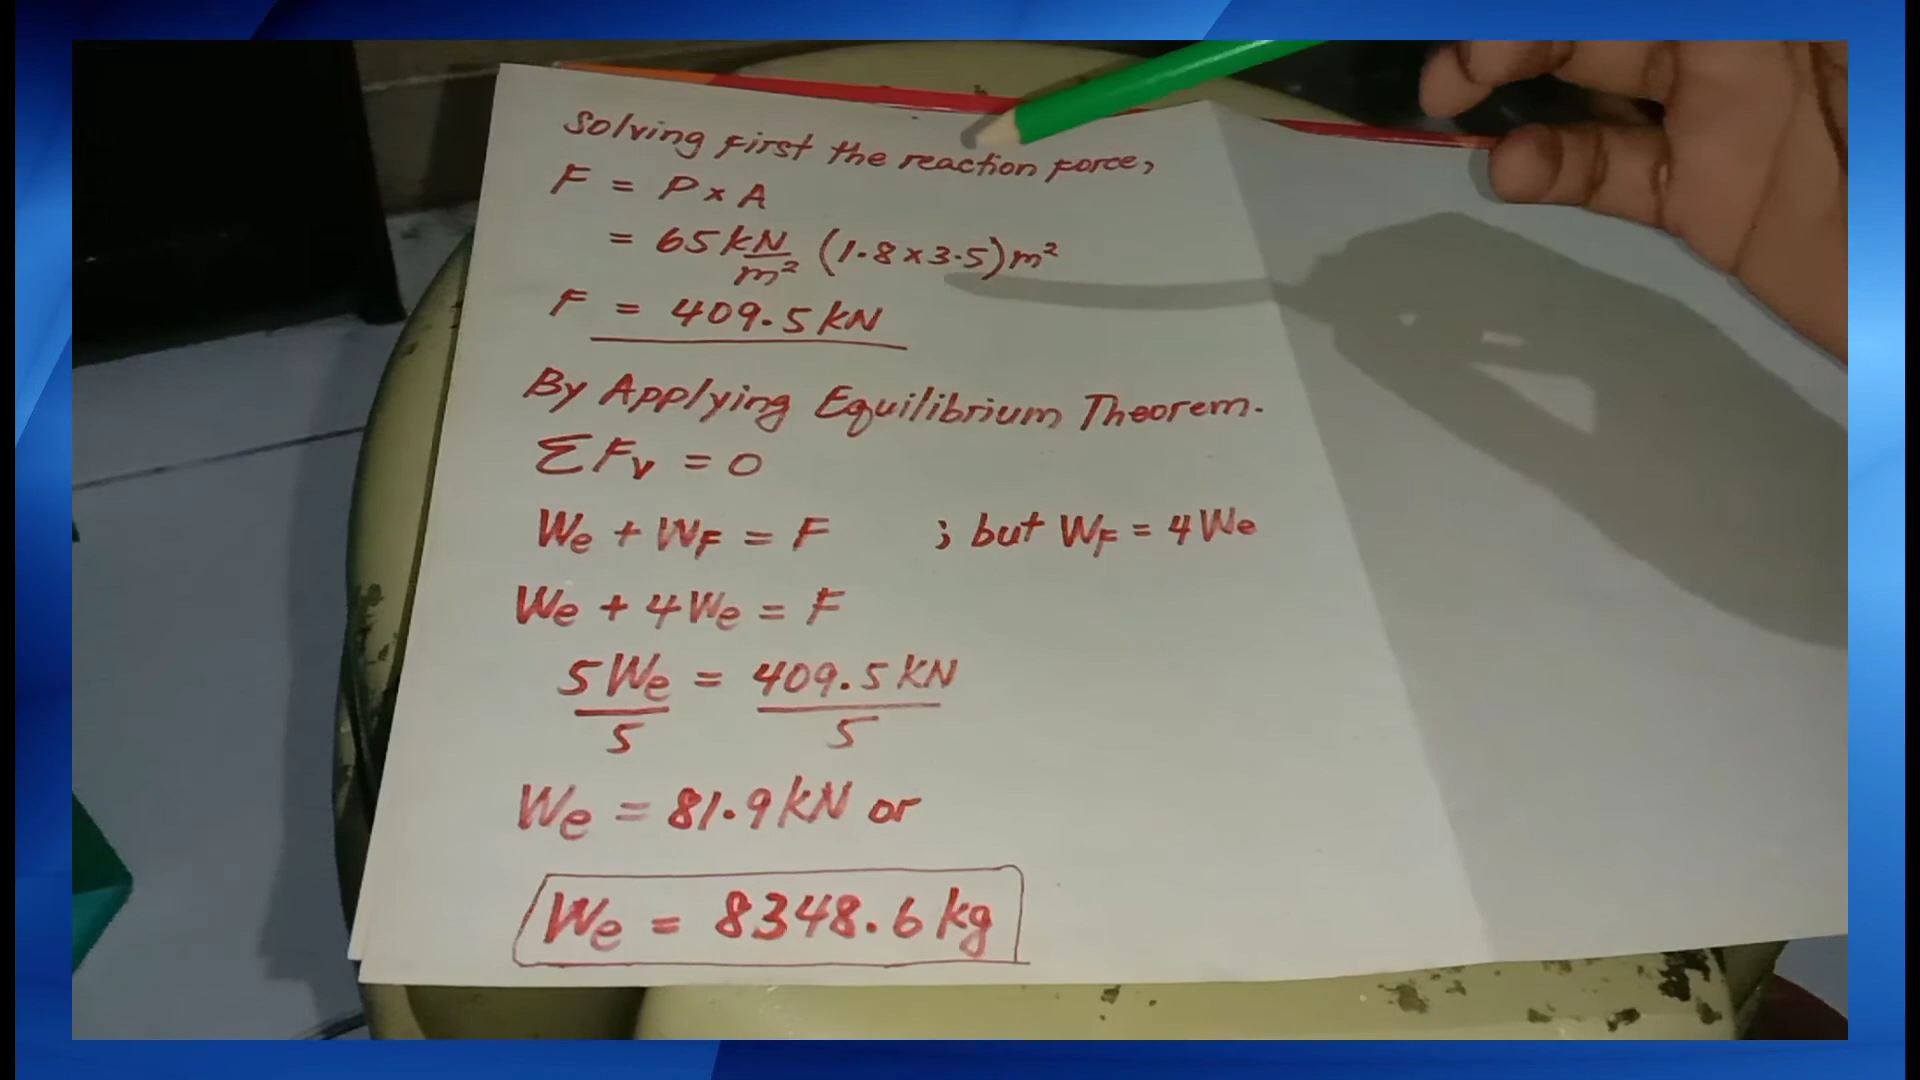 Solving first the reaction force,
F = P x A
= 65 kN/m² (1.8 x 3.5) m²
F = 409.5 kN
By Applying Equilibrium Theorem.
ΣFv = 0
We + WF = F ; but WF = 4We
We + 4We = F
5We/5 = 409.5 kN/5
We = 81.9 kN or
We = 8348.6 kg